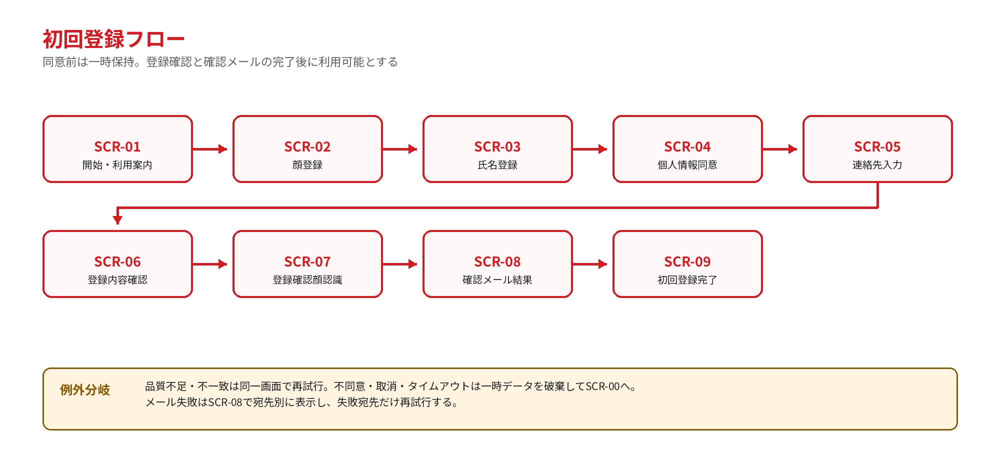 初回登録フロー
同意前は一時保持。登録確認と確認メールの完了後に利用可能とする
SCR-01
開始・利用案内
SCR-02
顔登録
SCR-03
氏名登録
SCR-04
個人情報同意
SCR-05
連絡先入力
SCR-06
登録内容確認
SCR-07
登録確認顔認識
SCR-08
確認メール結果
SCR-09
初回登録完了
例外分岐
品質不足・不一致は同一画面で再試行。不同意・取消・タイムアウトは一時データを破棄してSCR-00へ。
メール失敗はSCR-08で宛先別に表示し、失敗宛先だけ再試行する。